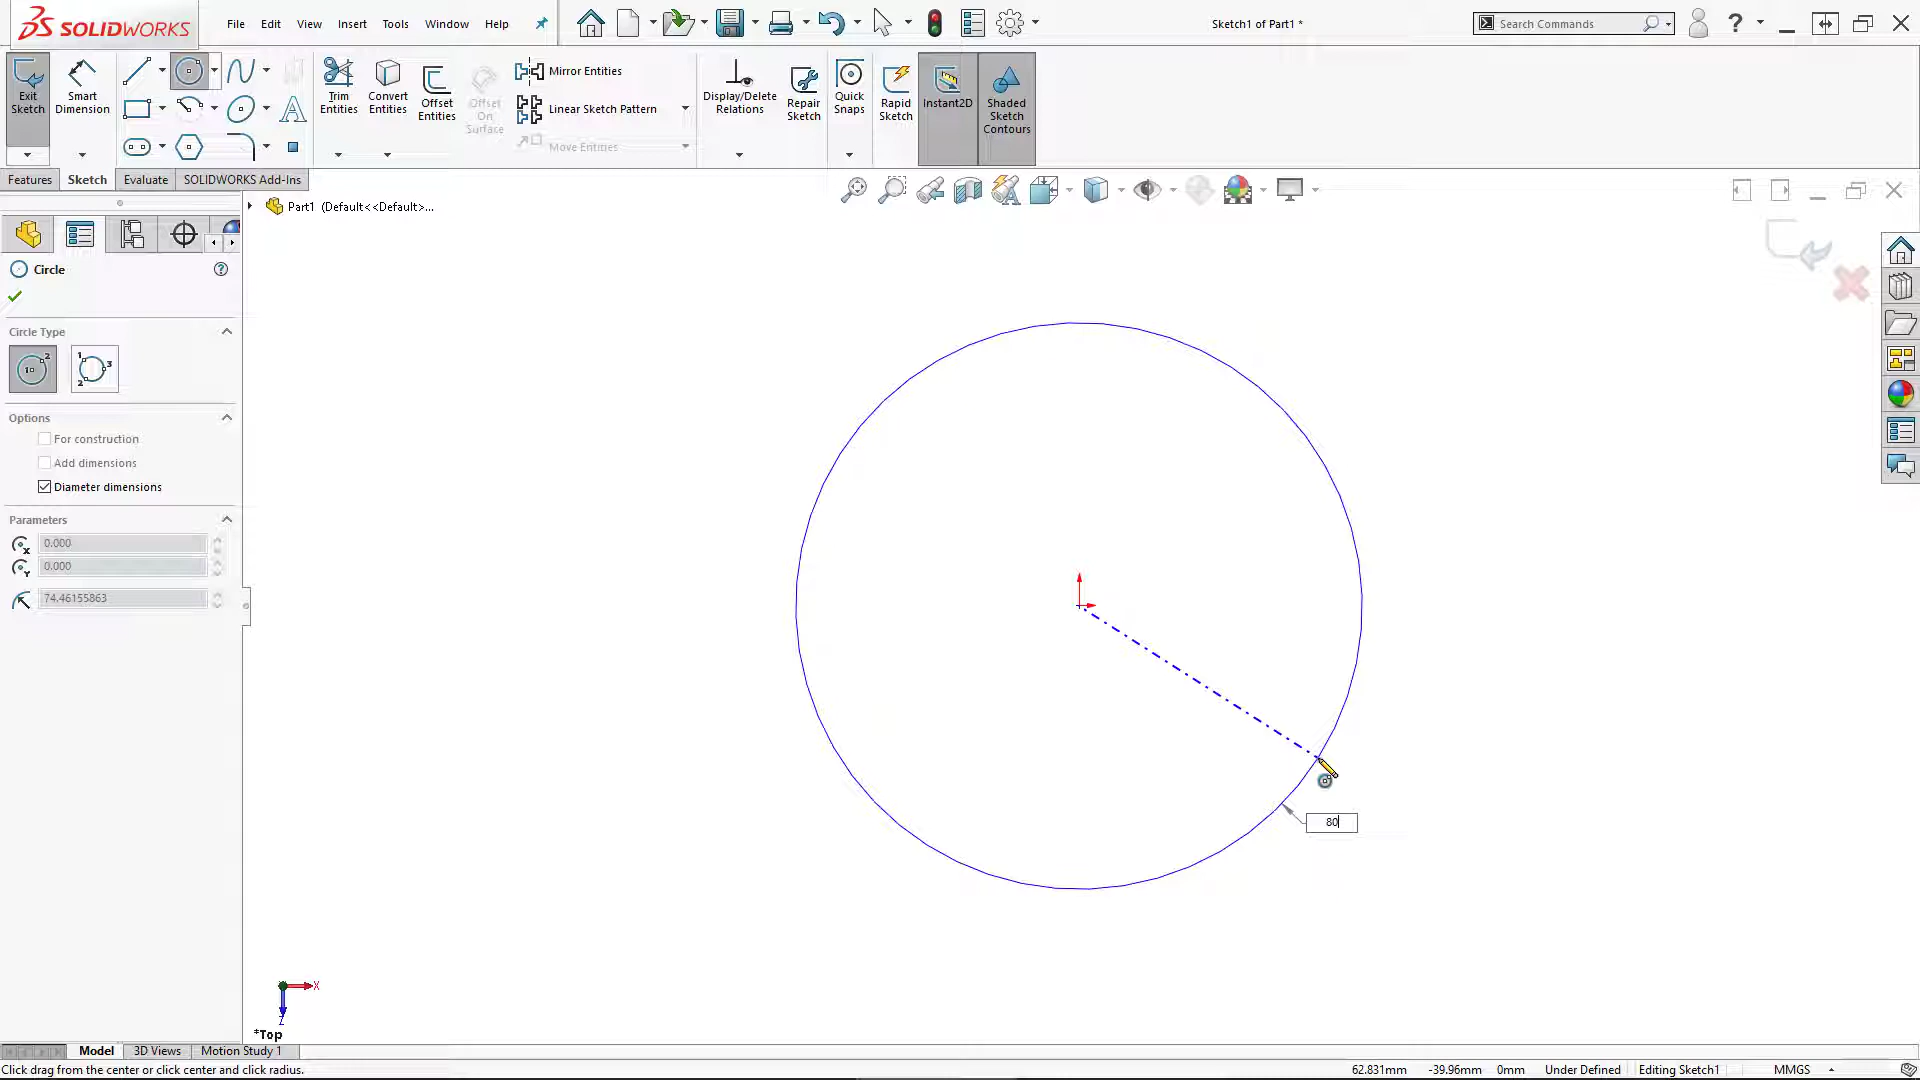 SOLIDWORKS
File Edit View Insert Tools Window Help
Sketch1 of Part1 *
Search Commands
?
Exit Sketch
Smart Dimension
Trim Entities
Convert Entities
Offset Entities
Offset On Surface
Mirror Entities
Linear Sketch Pattern
Move Entities
Display/Delete Relations
Repair Sketch
Quick Snaps
Rapid Sketch
Instant2D
Shaded Sketch Contours
Features Sketch Evaluate SOLIDWORKS Add-Ins
Part1 (Default<<Default>...
Circle
Circle Type
Options
For construction
Add dimensions
Diameter dimensions
Parameters
0.000
0.000
74.46155863
80
X
Z
*Top
Model 3D Views Motion Study 1
Click drag from the center or click center and click radius.
62.831mm -39.96mm 0mm Under Defined Editing Sketch1 MMGS